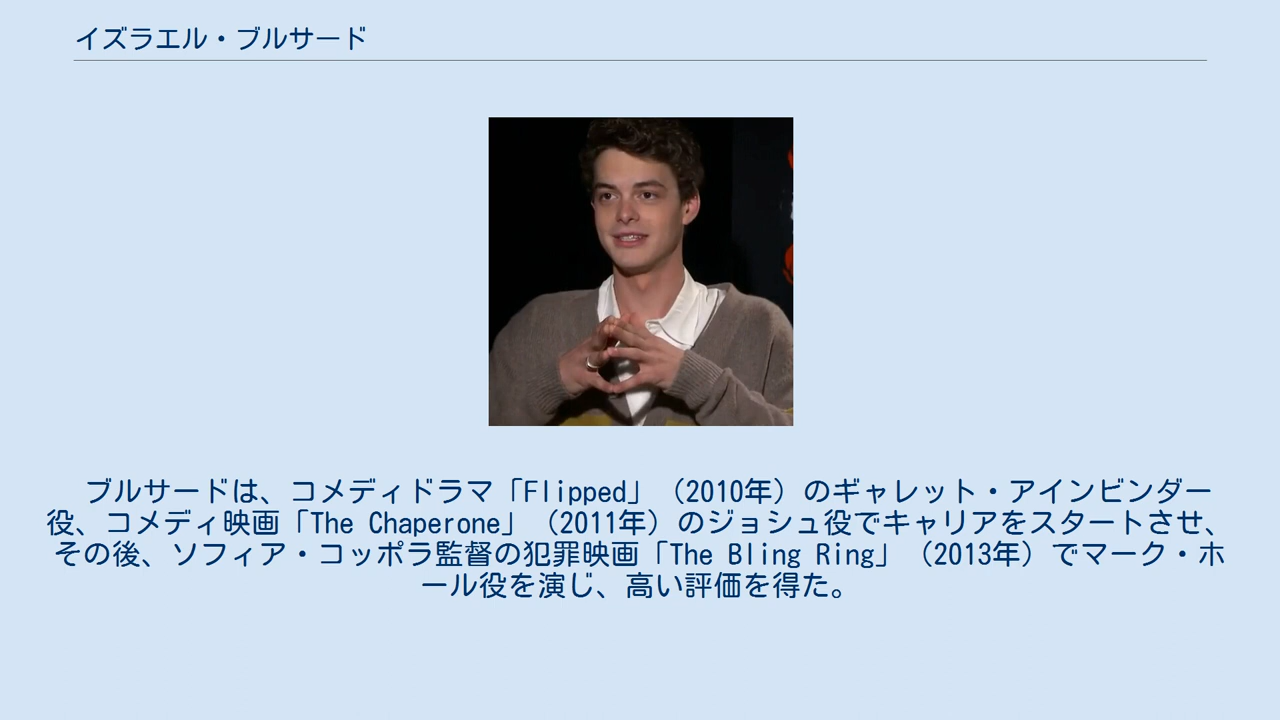 イズラエル・ブルサード
ブルサードは、コメディドラマ「Flipped」（2010年）のギャレット・アインビンダー
役、コメディ映画「The Chaperone」（2011年）のジョシュ役でキャリアをスタートさせ、
その後、ソフィア・コッポラ監督の犯罪映画「The Bling Ring」（2013年）でマーク・ホ
ール役を演じ、高い評価を得た。